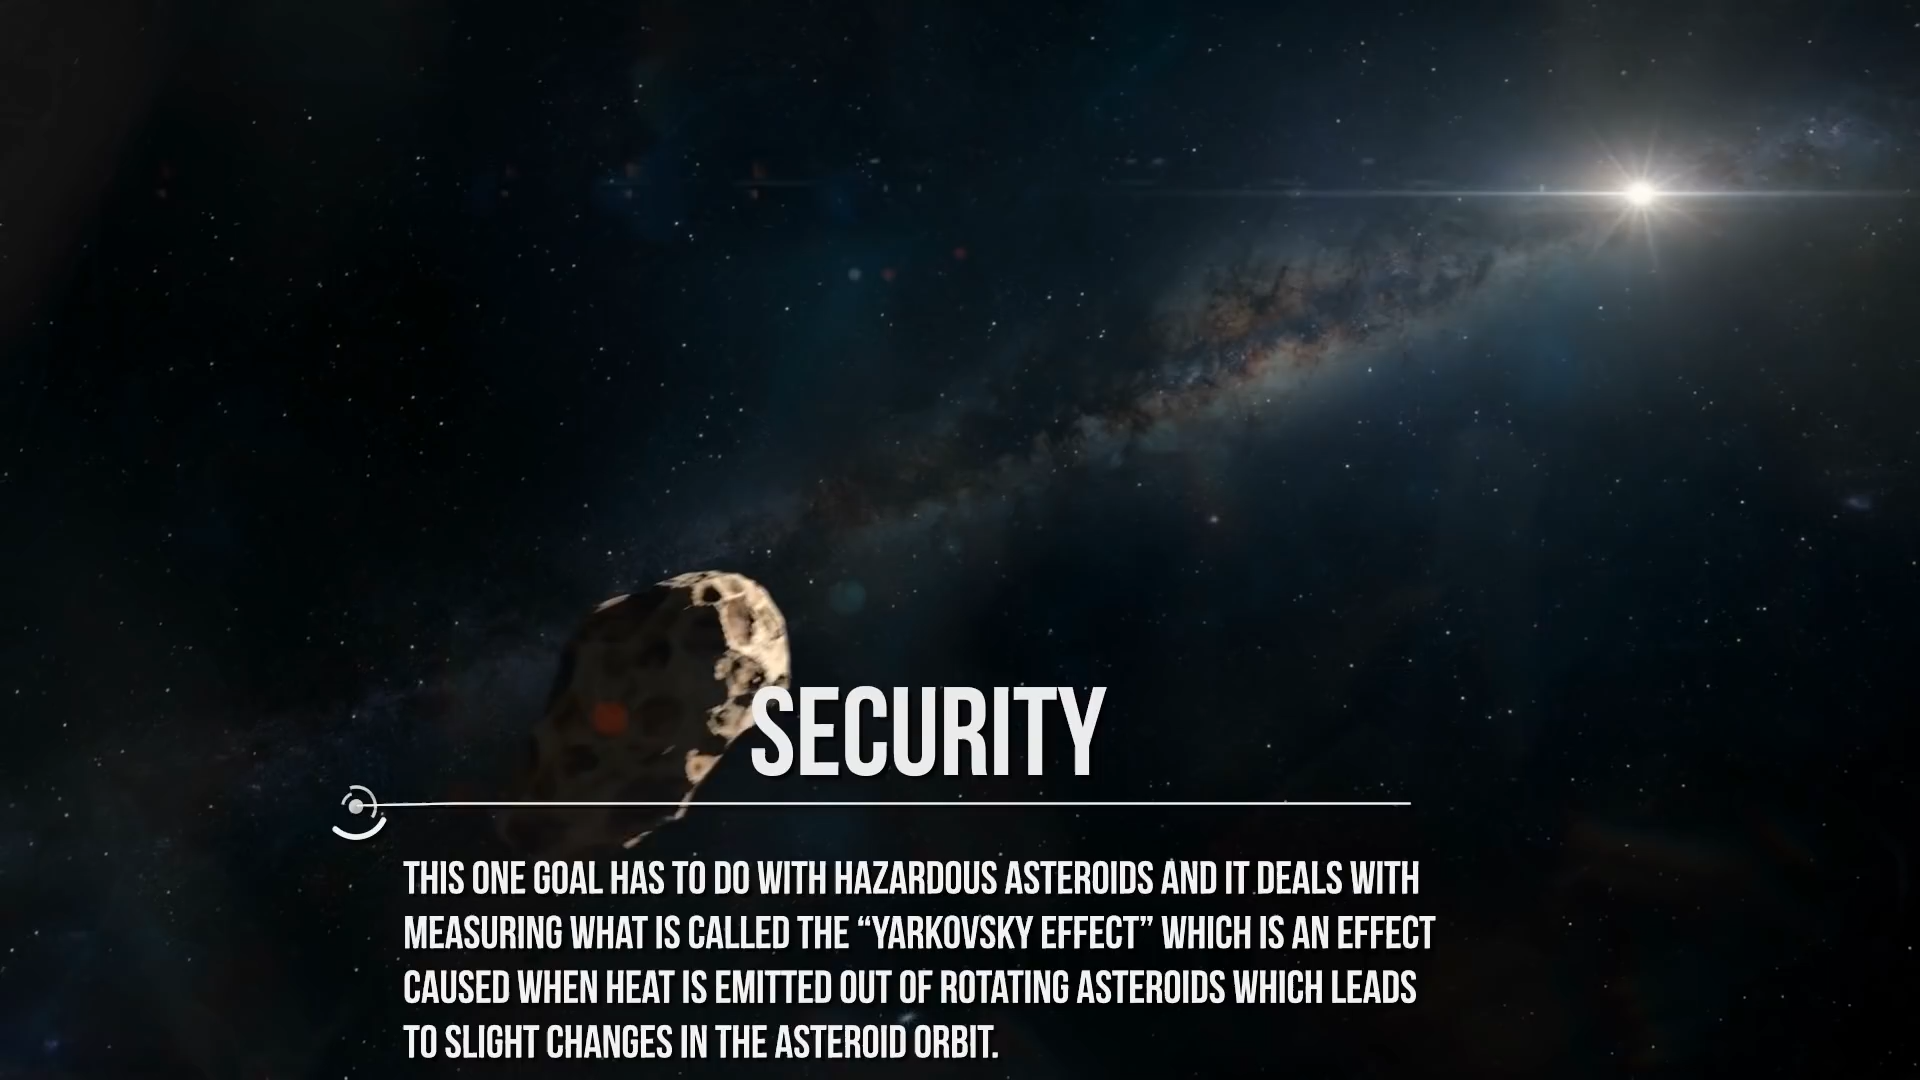 SECURITY
THIS ONE GOAL HAS TO DO WITH HAZARDOUS ASTEROIDS AND IT DEALS WITH
MEASURING WHAT IS CALLED THE “YARKOVSKY EFFECT” WHICH IS AN EFFECT
CAUSED WHEN HEAT IS EMITTED OUT OF ROTATING ASTEROIDS WHICH LEADS
TO SLIGHT CHANGES IN THE ASTEROID ORBIT.